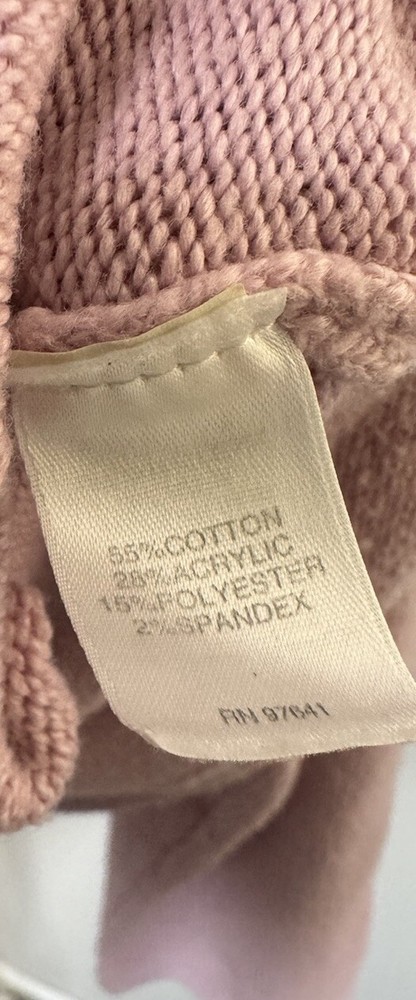 55%COTTON
28%ACRYLIC
15%POLYESTER
2%SPANDEX
RN 97641